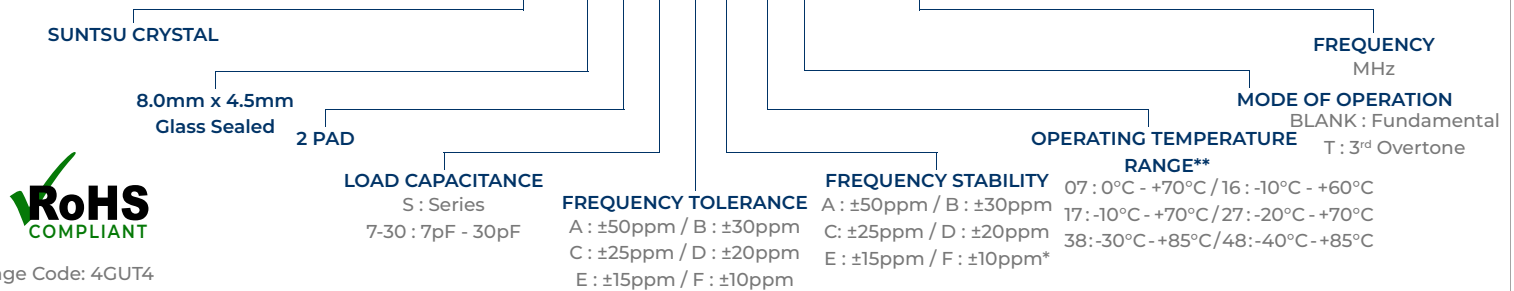 SUNTSU CRYSTAL
8.0mm x 4.5mm
Glass Sealed
2 PAD
LOAD CAPACITANCE
S : Series
7-30 : 7pF - 30pF
FREQUENCY TOLERANCE
A : ±50ppm / B : ±30ppm
C : ±25ppm / D : ±20ppm
E : ±15ppm / F : ±10ppm
FREQUENCY STABILITY
A : ±50ppm / B : ±30ppm
C: ±25ppm / D : ±20ppm
E : ±15ppm / F : ±10ppm*
OPERATING TEMPERATURE
RANGE**
07 : 0°C - +70°C / 16 : -10°C - +60°C
17 : -10°C - +70°C / 27 : -20°C - +70°C
38: -30°C - +85°C / 48: -40°C - +85°C
MODE OF OPERATION
BLANK : Fundamental
T : 3rd Overtone
FREQUENCY
MHz
RoHS
COMPLIANT
nge Code: 4GUT4